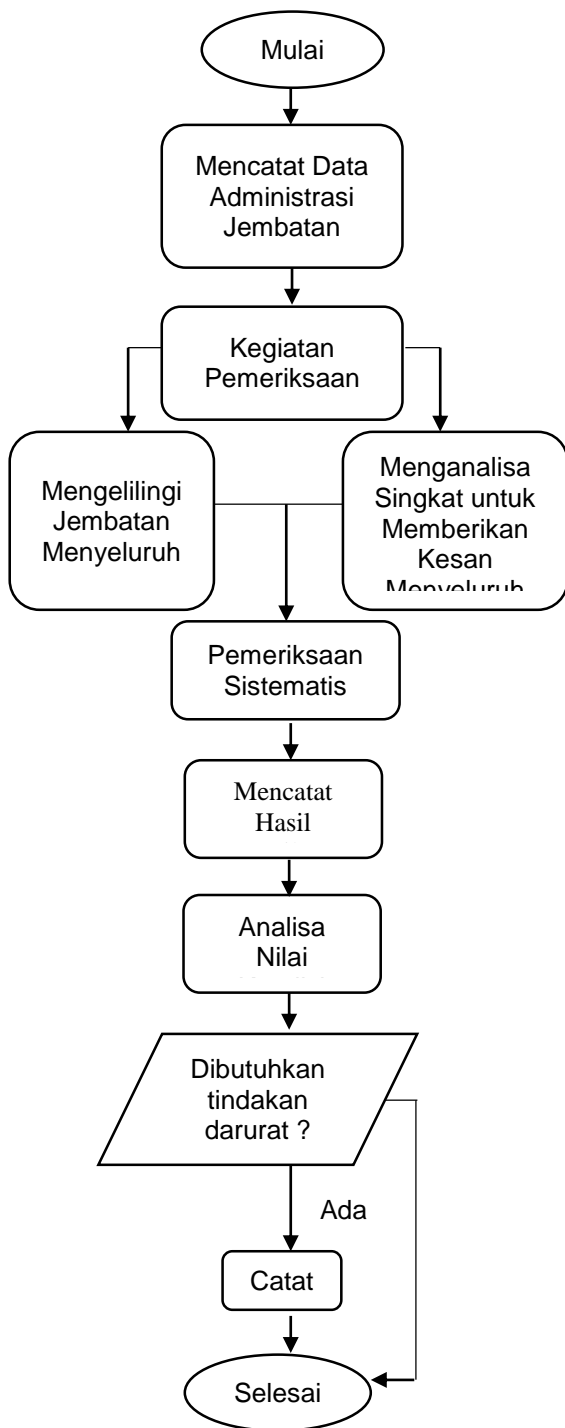 Mulai
Mencatat Data
Administrasi
Jembatan
Kegiatan
Pemeriksaan
Mengelilingi
Jembatan
Menyeluruh
Menganalisa
Singkat untuk
Memberikan
Kesan
Menyeluruh
Pemeriksaan
Sistematis
Mencatat
Hasil
Analisa
Nilai
Dibutuhkan
tindakan
darurat ?
Ada
Catat
Selesai